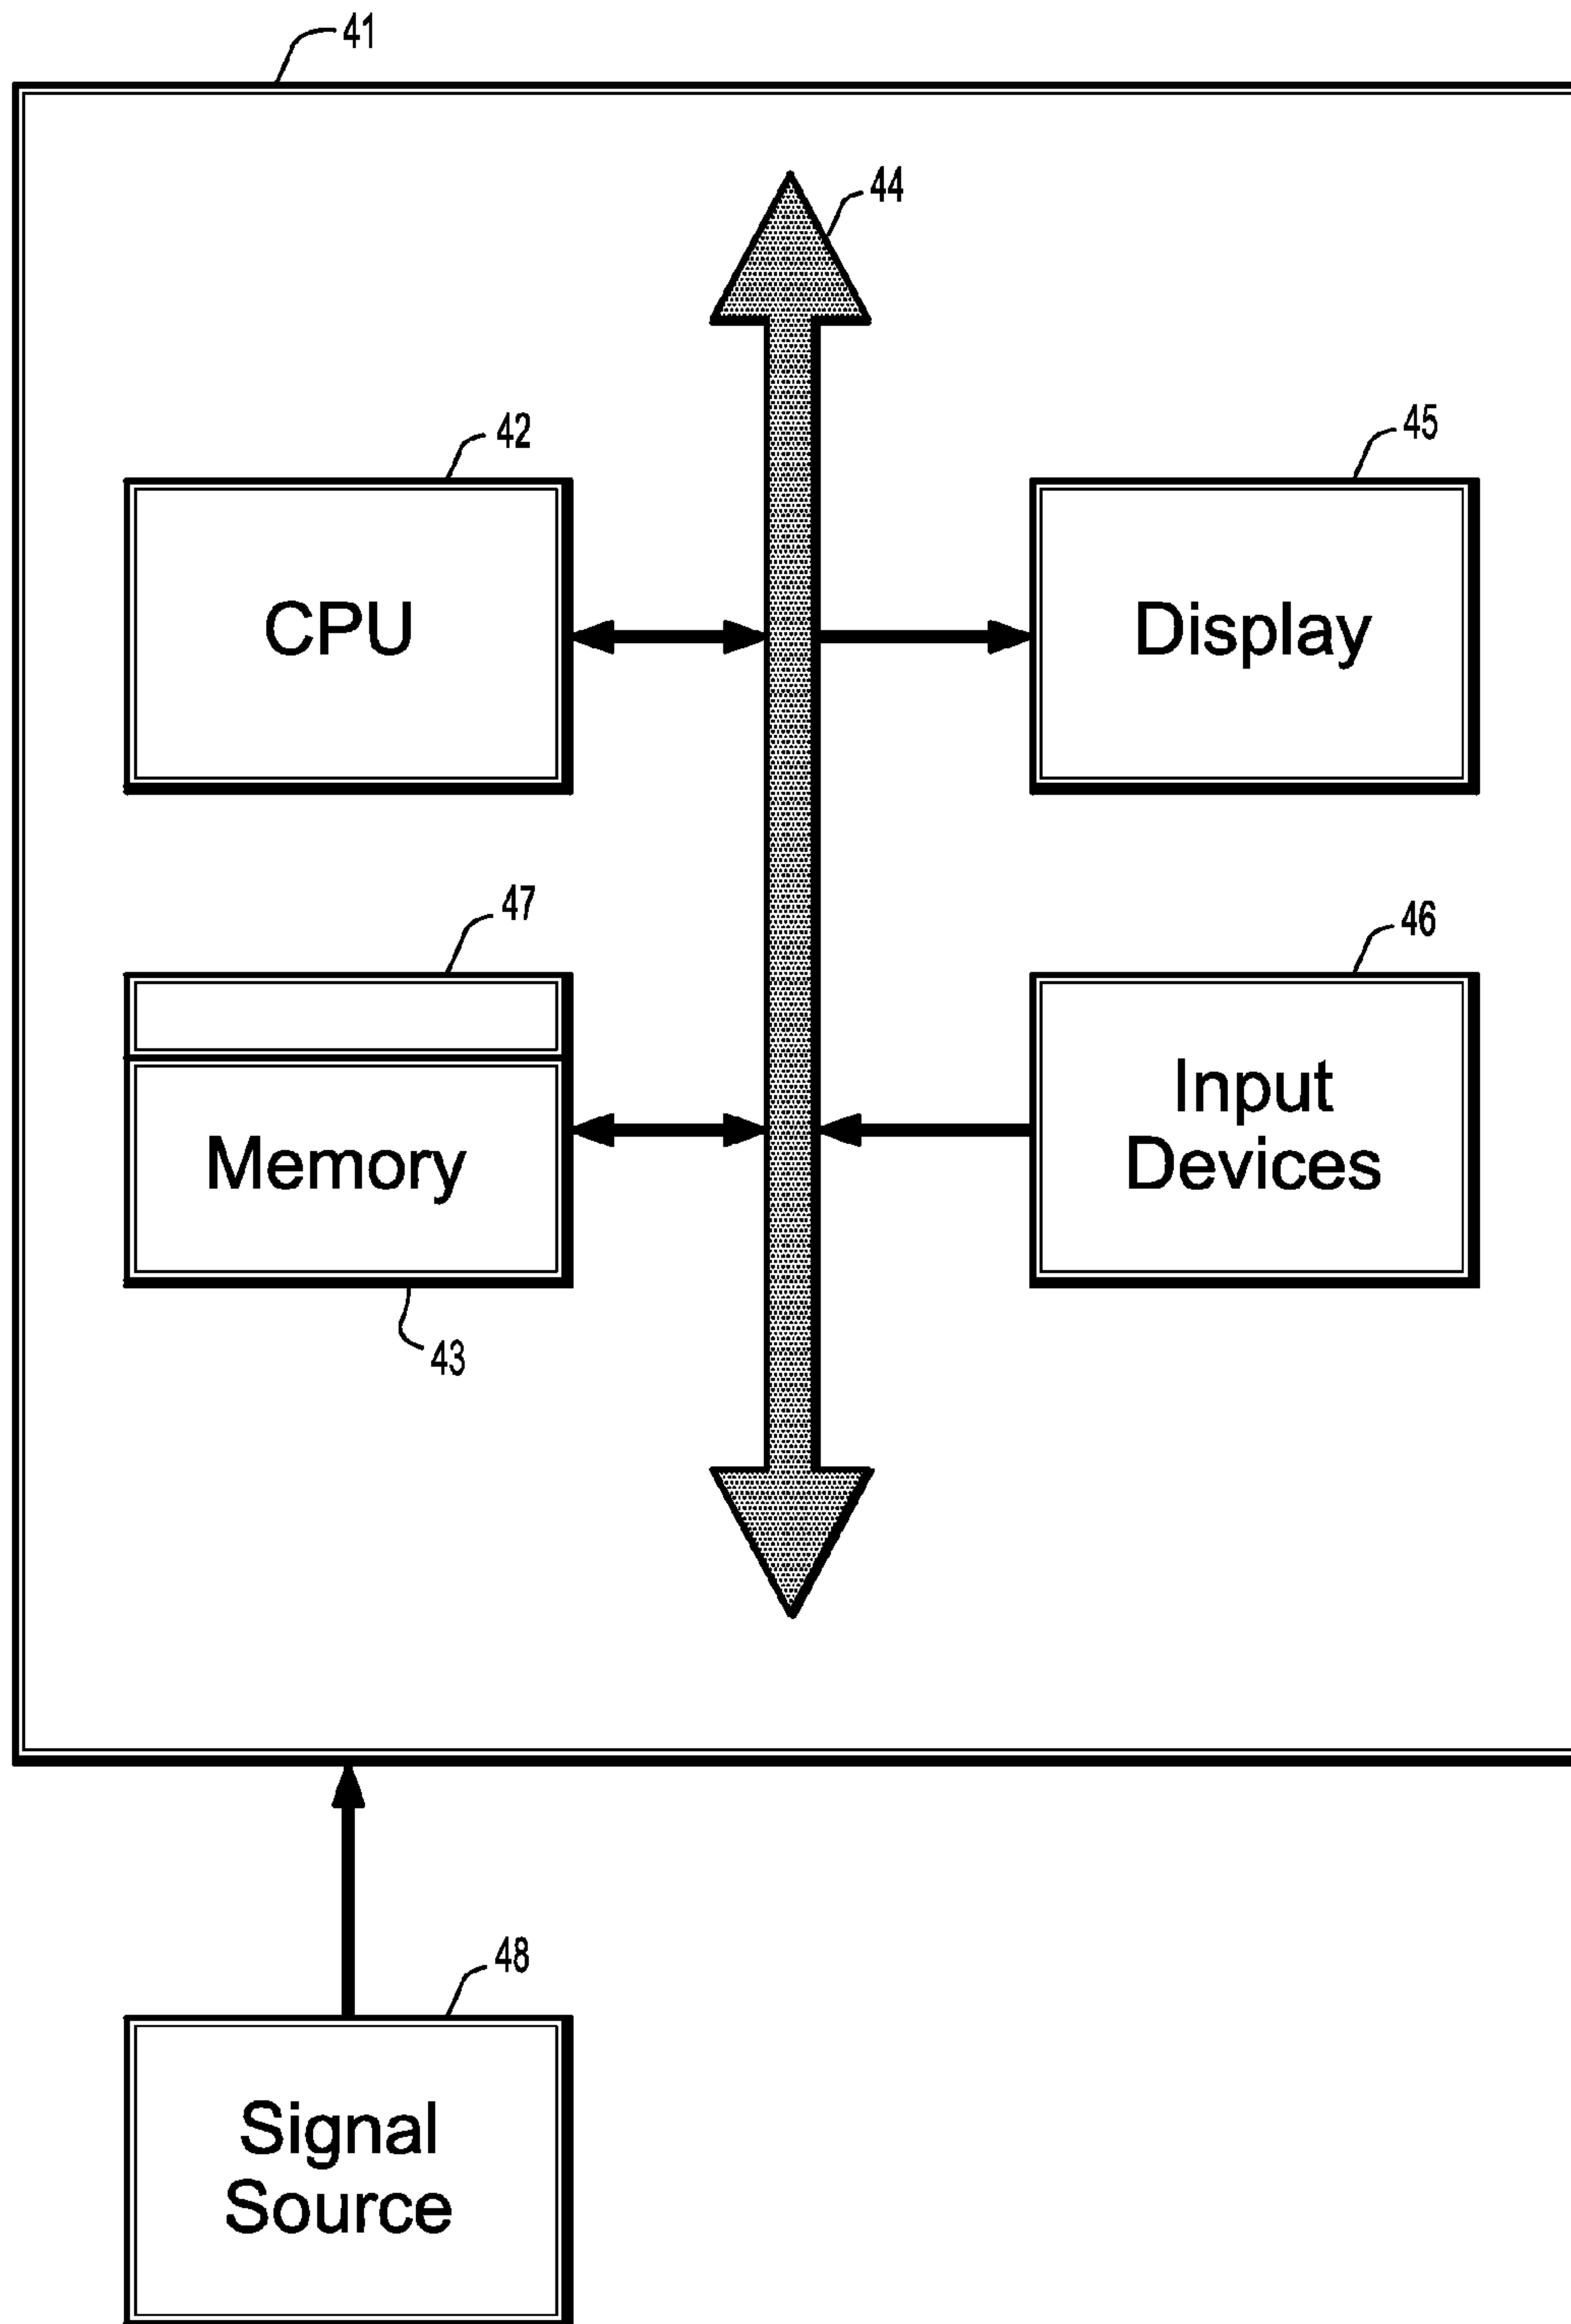 41
44
42
45
CPU
Display
47
46
Input
Devices
Memory
43
48
Signal
Source